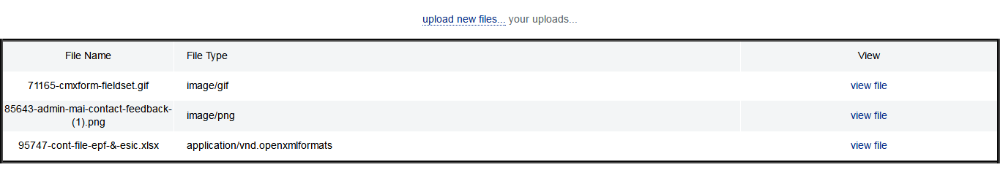 upload new files... your uploads...
File Name File Type View
71165-cmxform-fieldset.gif image/gif view file
85643-admin-mai-contact-feedback-
(1).png image/png view file
95747-cont-file-epf-&-esic.xlsx application/vnd.openxmlformats view file